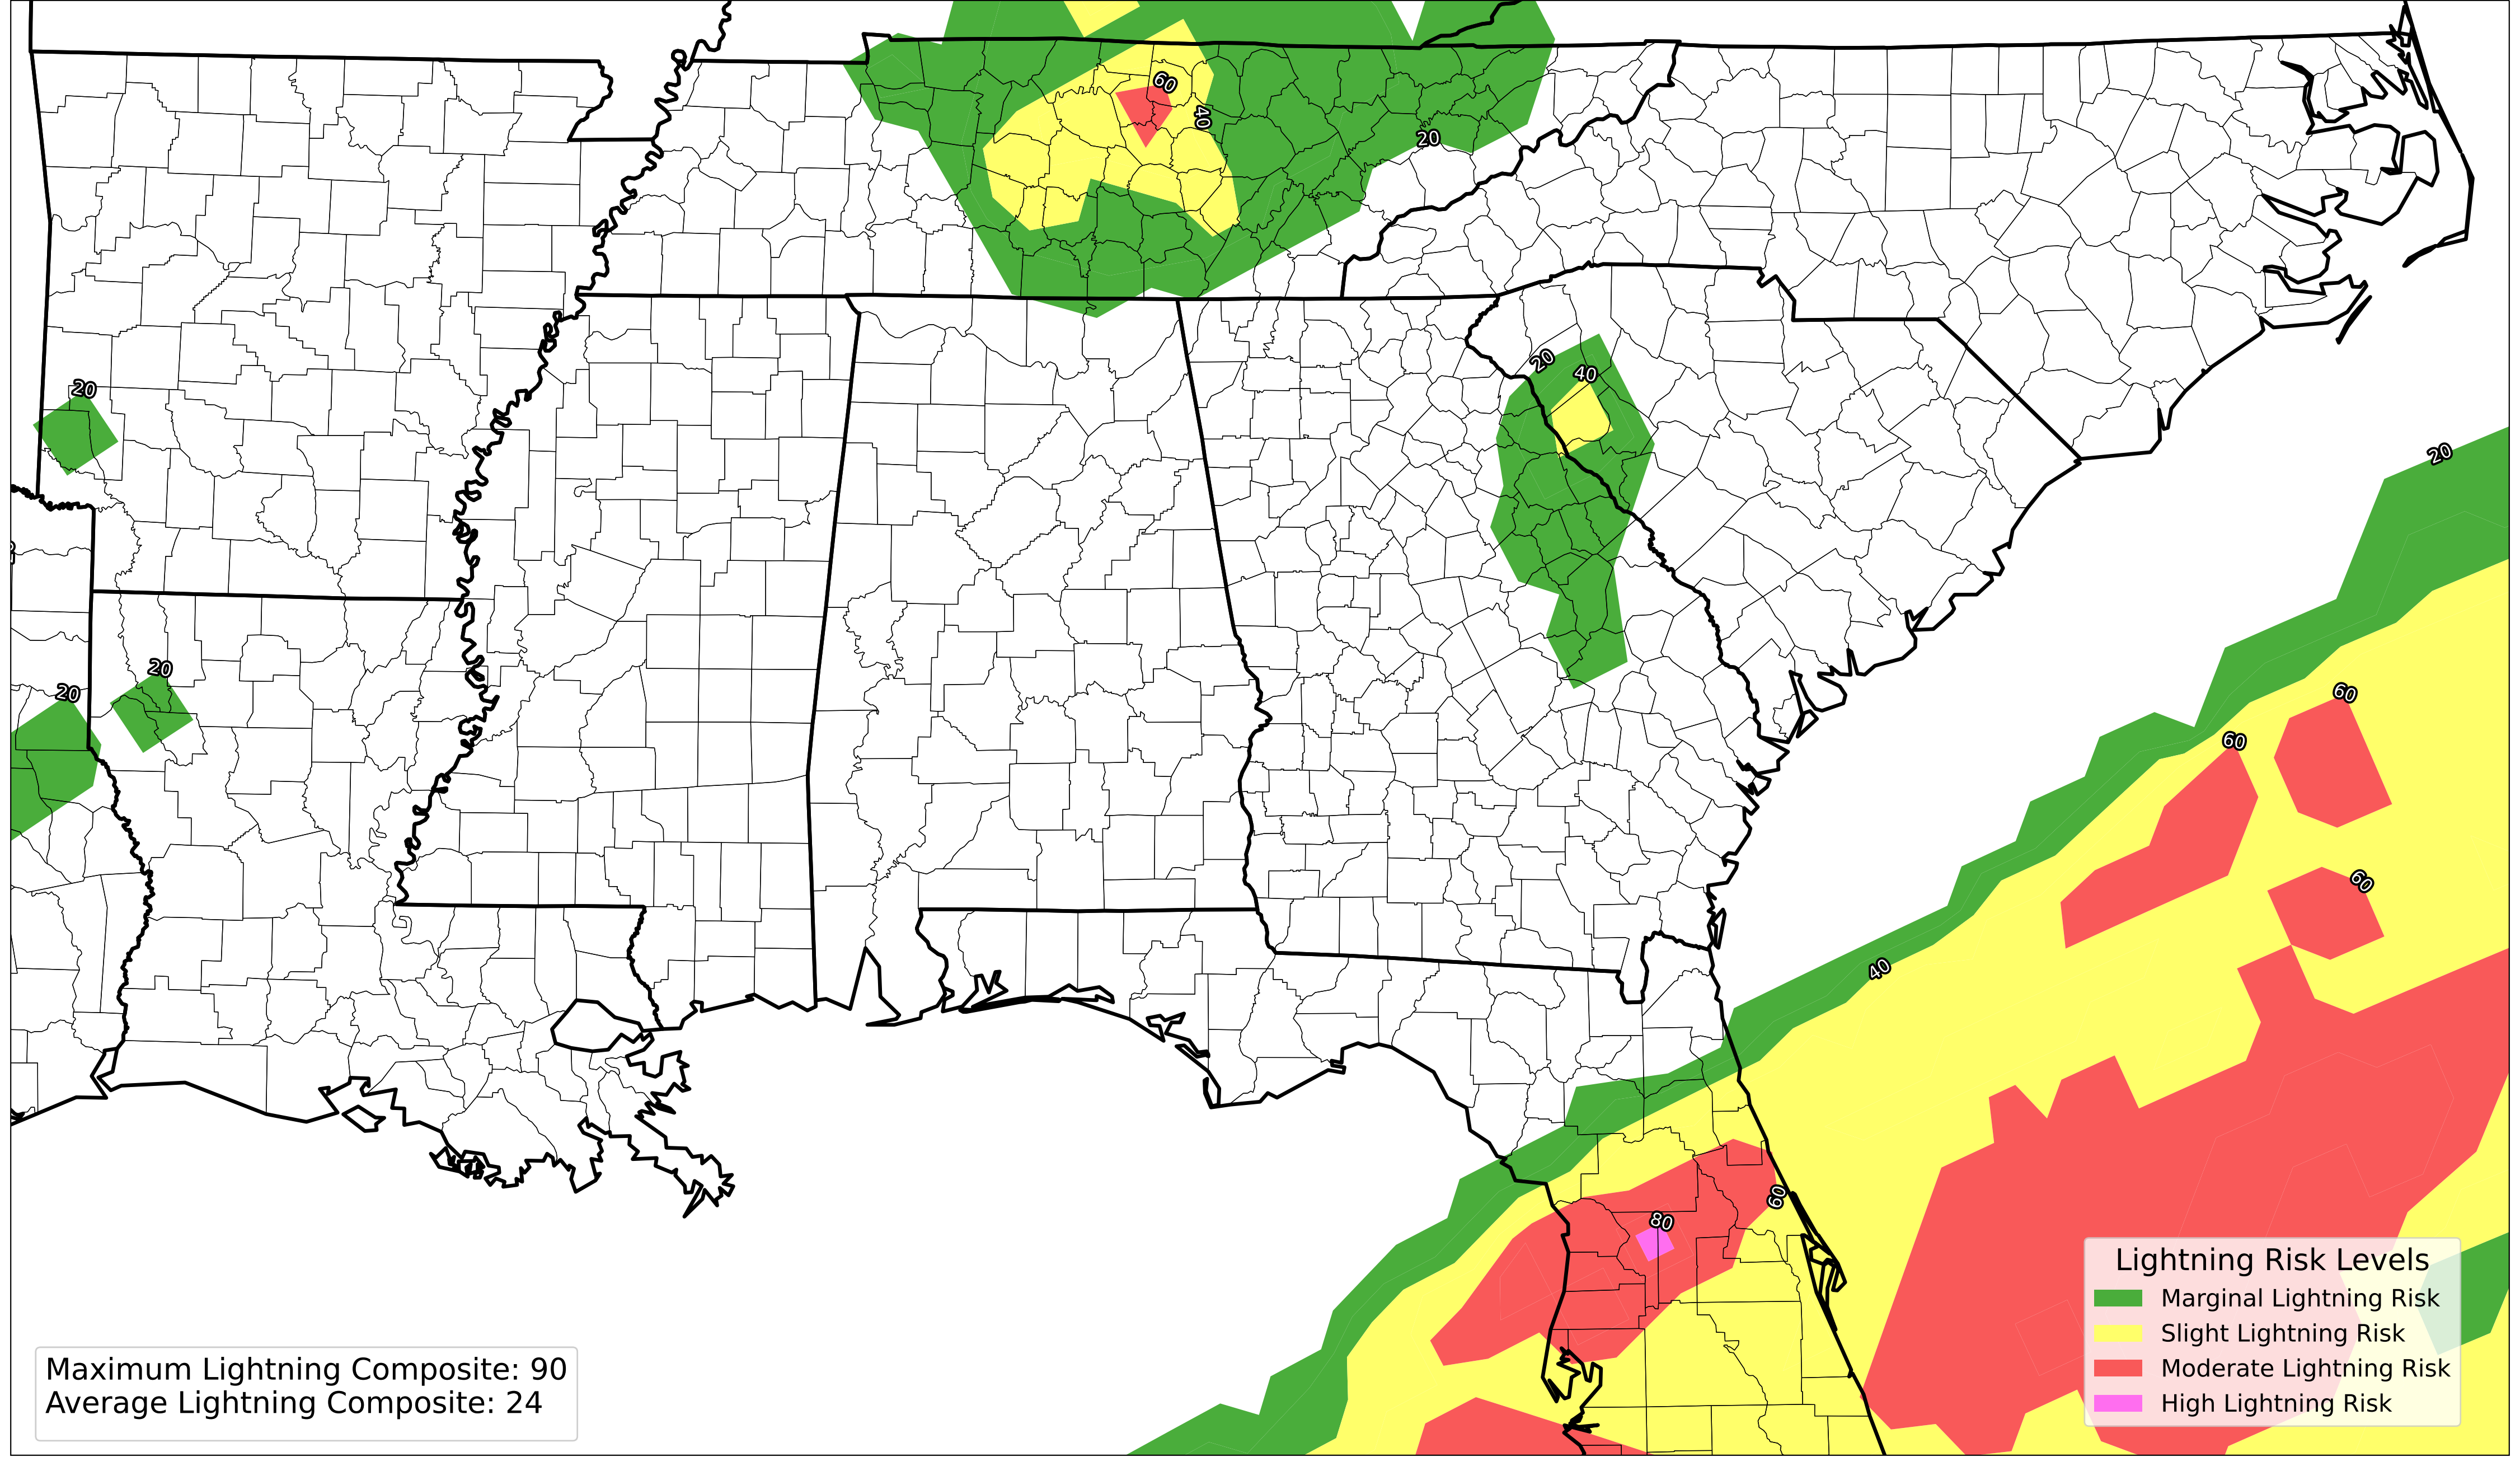 60
40
20
20
40
20
20
20
20
60
60
60
40
60
80
Lightning Risk Levels
Marginal Lightning Risk
Slight Lightning Risk
Moderate Lightning Risk
High Lightning Risk
Maximum Lightning Composite: 90
Average Lightning Composite: 24